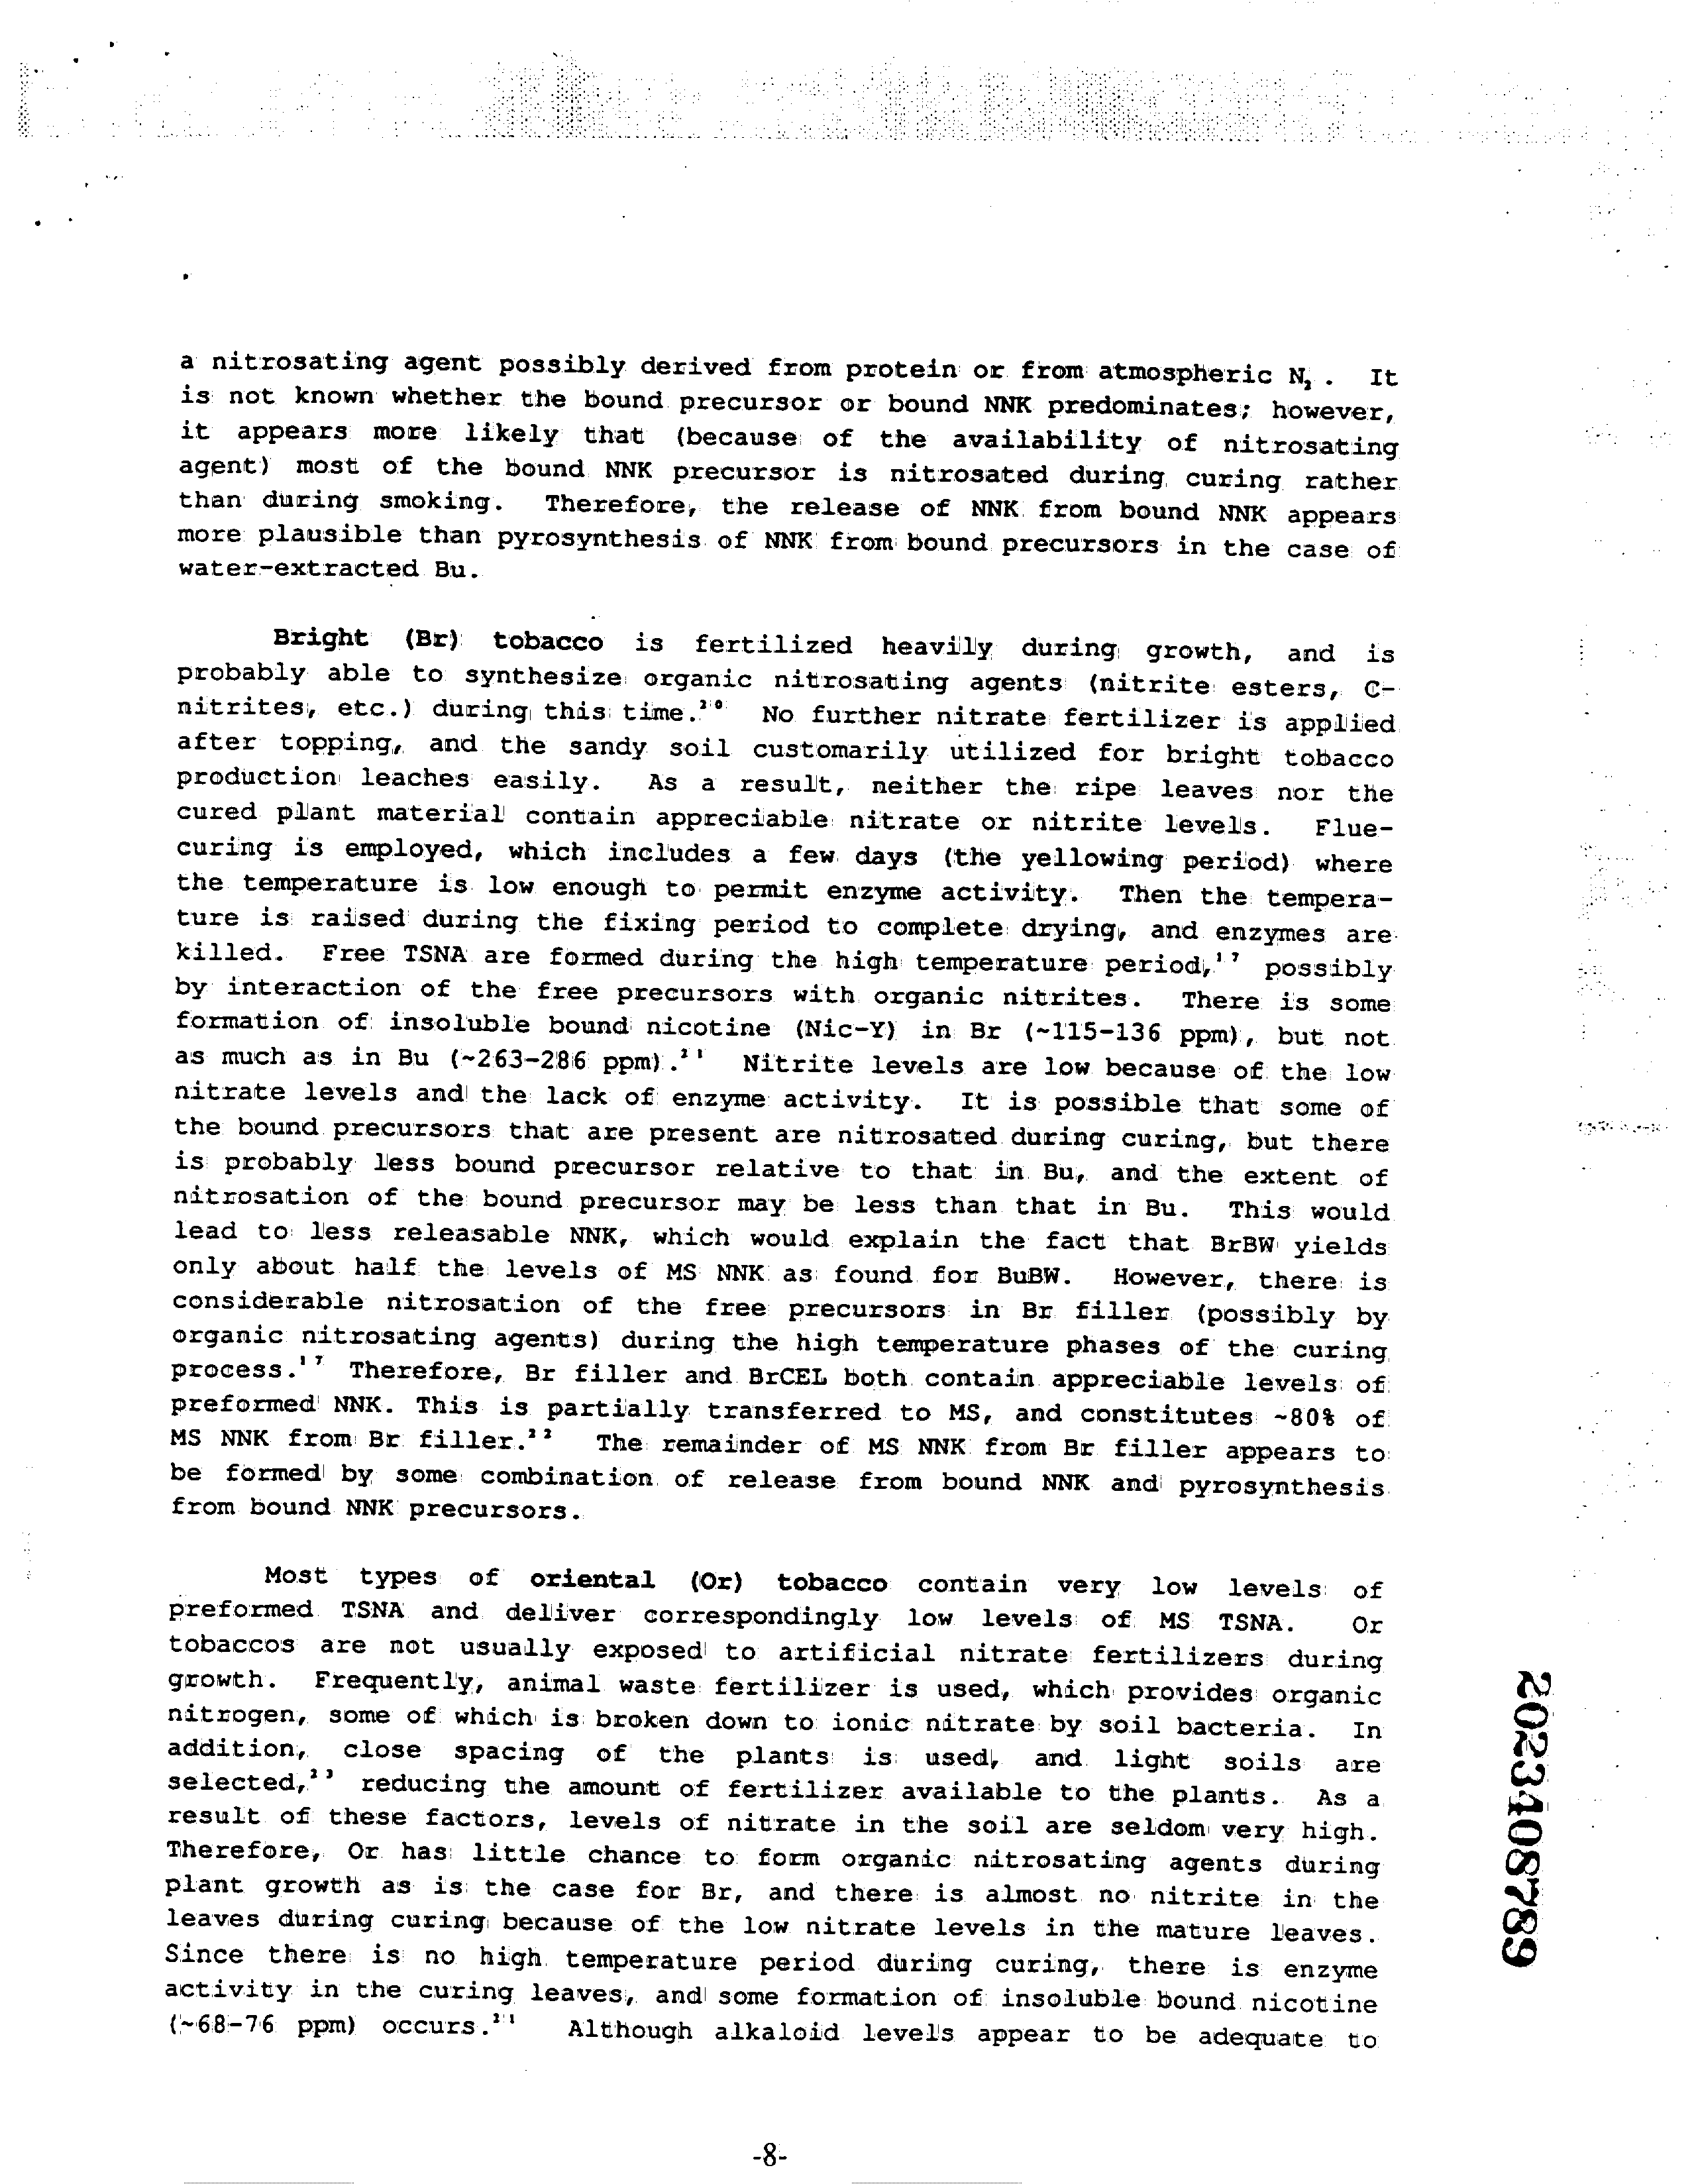 a nitrosating agent possibly derived from protein or from atmospheric N₂. It
is not known whether the bound precursor or bound NNK predominates; however,
it appears more likely that (because of the availability of nitrosating
agent) most of the bound NNK precursor is nitrosated during curing rather
than during smoking. Therefore, the release of NNK from bound NNK appears
more plausible than pyrosynthesis of NNK from bound precursors in the case of
water-extracted Bu.
Bright (Br) tobacco is fertilized heavily during growth, and is
probably able to synthesize organic nitrosating agents (nitrite esters, C-
nitrites, etc.) during this time.²⁰ No further nitrate fertilizer is applied
after topping, and the sandy soil customarily utilized for bright tobacco
production leaches easily. As a result, neither the ripe leaves nor the
cured plant material contain appreciable nitrate or nitrite levels. Flue-
curing is employed, which includes a few days (the yellowing period) where
the temperature is low enough to permit enzyme activity. Then the tempera-
ture is raised during the fixing period to complete drying, and enzymes are
killed. Free TSNA are formed during the high temperature period,¹⁷ possibly
by interaction of the free precursors with organic nitrites. There is some
formation of insoluble bound nicotine (Nic-Y) in Br (~115-136 ppm), but not
as much as in Bu (~263-286 ppm).²¹ Nitrite levels are low because of the low
nitrate levels and the lack of enzyme activity. It is possible that some of
the bound precursors that are present are nitrosated during curing, but there
is probably less bound precursor relative to that in Bu, and the extent of
nitrosation of the bound precursor may be less than that in Bu. This would
lead to less releasable NNK, which would explain the fact that BrBW yields
only about half the levels of MS NNK as found for BuBW. However, there is
considerable nitrosation of the free precursors in Br filler (possibly by
organic nitrosating agents) during the high temperature phases of the curing
process.¹⁷ Therefore, Br filler and BrCEL both contain appreciable levels of
preformed NNK. This is partially transferred to MS, and constitutes ~80% of
MS NNK from Br filler.²² The remainder of MS NNK from Br filler appears to
be formed by some combination of release from bound NNK and pyrosynthesis
from bound NNK precursors.
Most types of oriental (Or) tobacco contain very low levels of
preformed TSNA and deliver correspondingly low levels of MS TSNA. Or
tobaccos are not usually exposed to artificial nitrate fertilizers during
growth. Frequently, animal waste fertilizer is used, which provides organic
nitrogen, some of which is broken down to ionic nitrate by soil bacteria. In
addition, close spacing of the plants is used, and light soils are
selected,²³ reducing the amount of fertilizer available to the plants. As a
result of these factors, levels of nitrate in the soil are seldom very high.
Therefore, Or has little chance to form organic nitrosating agents during
plant growth as is the case for Br, and there is almost no nitrite in the
leaves during curing because of the low nitrate levels in the mature leaves.
Since there is no high temperature period during curing, there is enzyme
activity in the curing leaves, and some formation of insoluble bound nicotine
(~68-76 ppm) occurs.²¹ Although alkaloid levels appear to be adequate to
-8-
2023408789